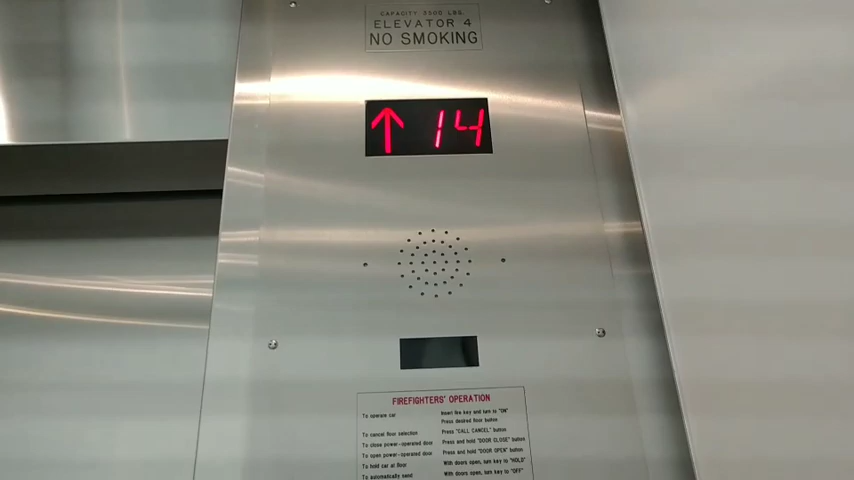 CAPACITY 3500 LBS.
ELEVATOR 4
NO SMOKING
↑ 14
FIREFIGHTERS' OPERATION
To operate car Insert fire key and turn to "ON"
Press desired floor button
To cancel floor selection Press "CALL CANCEL" button
To close power-operated door Press and hold "DOOR CLOSE" button
To open power-operated door Press and hold "DOOR OPEN" button
To hold car at floor With doors open, turn key to "HOLD"
To automatically send With doors open, turn key to "OFF"